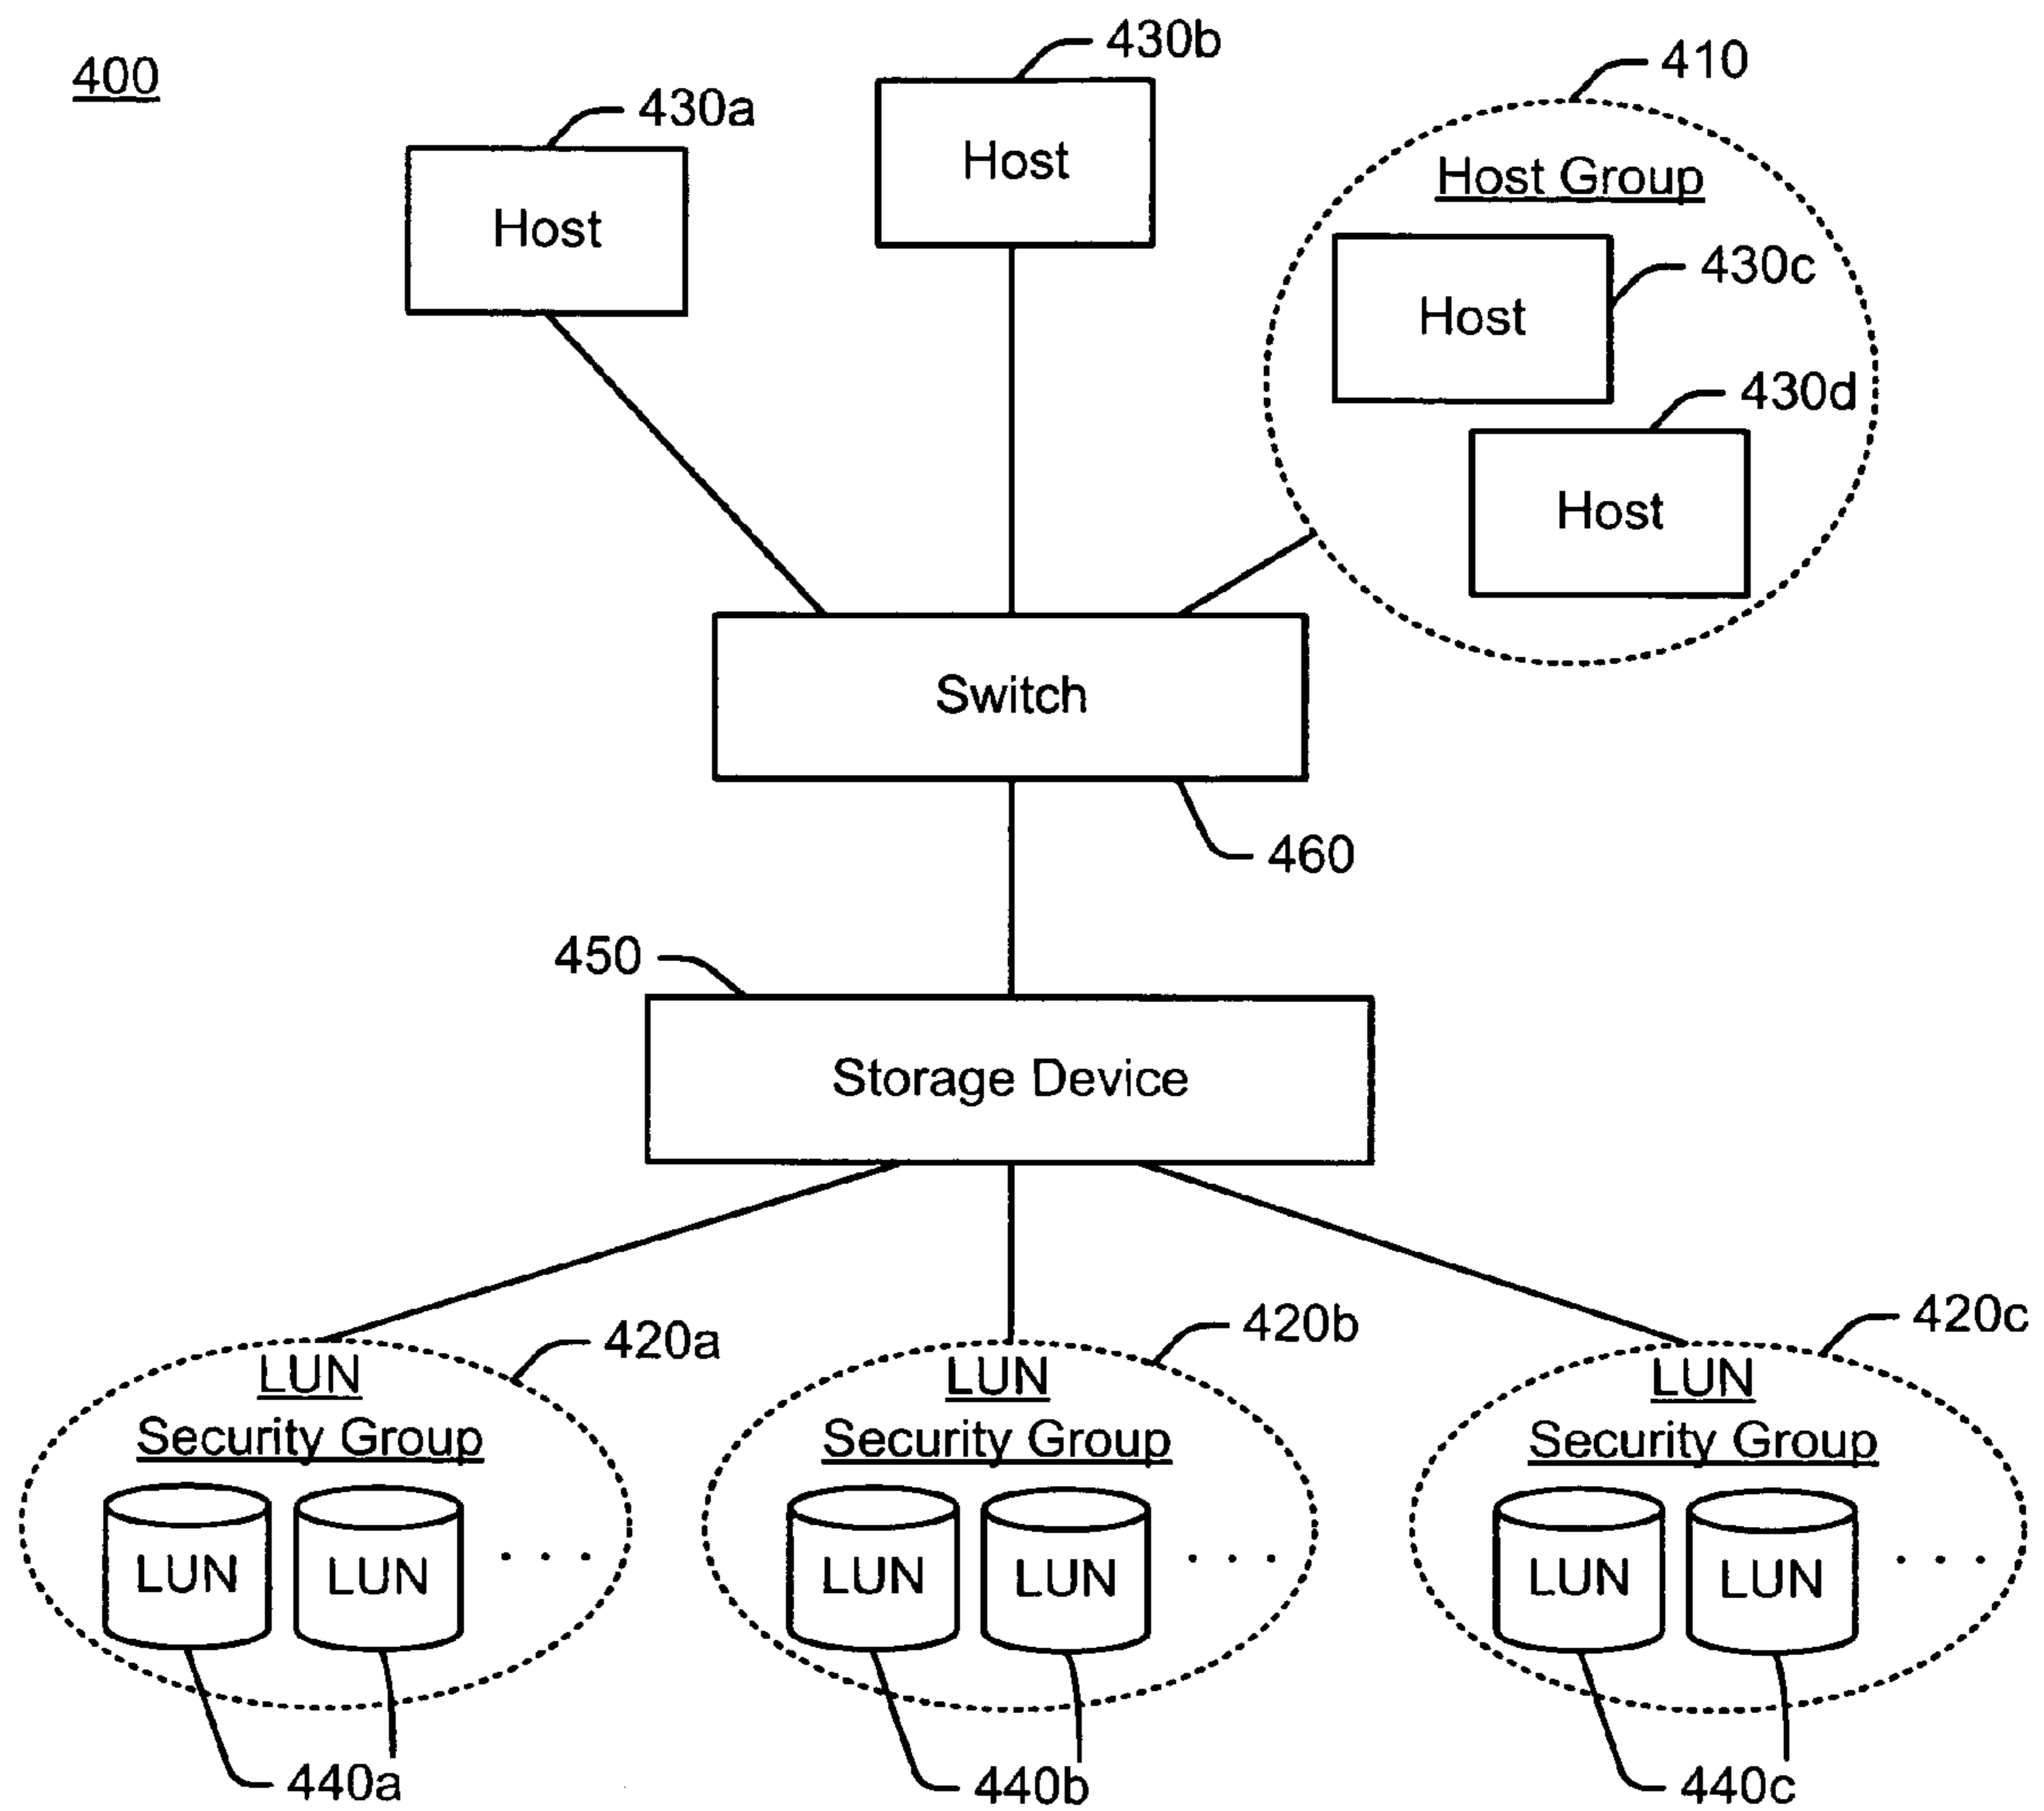 400
430b
410
430a
Host
Host Group
Host
430c
Host
430d
Host
Switch
460
450
Storage Device
420a
420b
420c
LUN
Security Group
LUN
LUN
. . .
LUN
Security Group
LUN
LUN
. . .
LUN
Security Group
LUN
LUN
. . .
440a
440b
440c